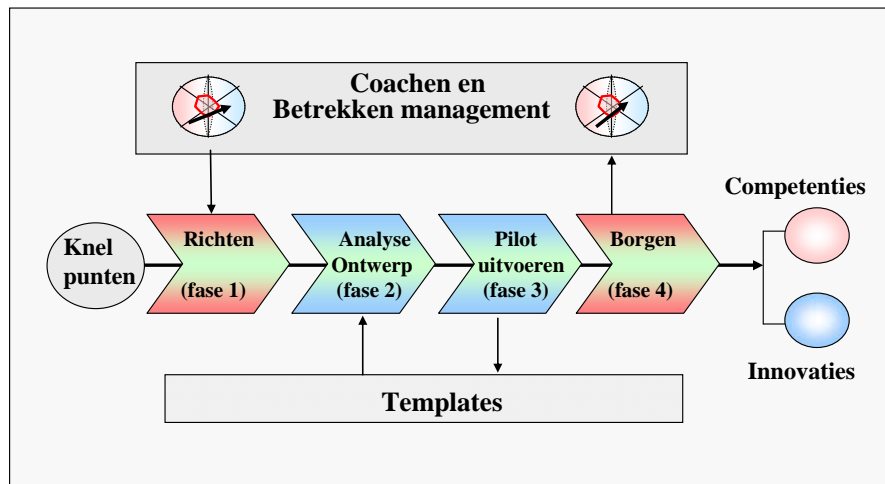 Coachen en
Betrekken management
Competenties
Knel
punten
Richten
(fase 1)
Analyse
Ontwerp
(fase 2)
Pilot
uitvoeren
(fase 3)
Borgen
(fase 4)
Innovaties
Templates